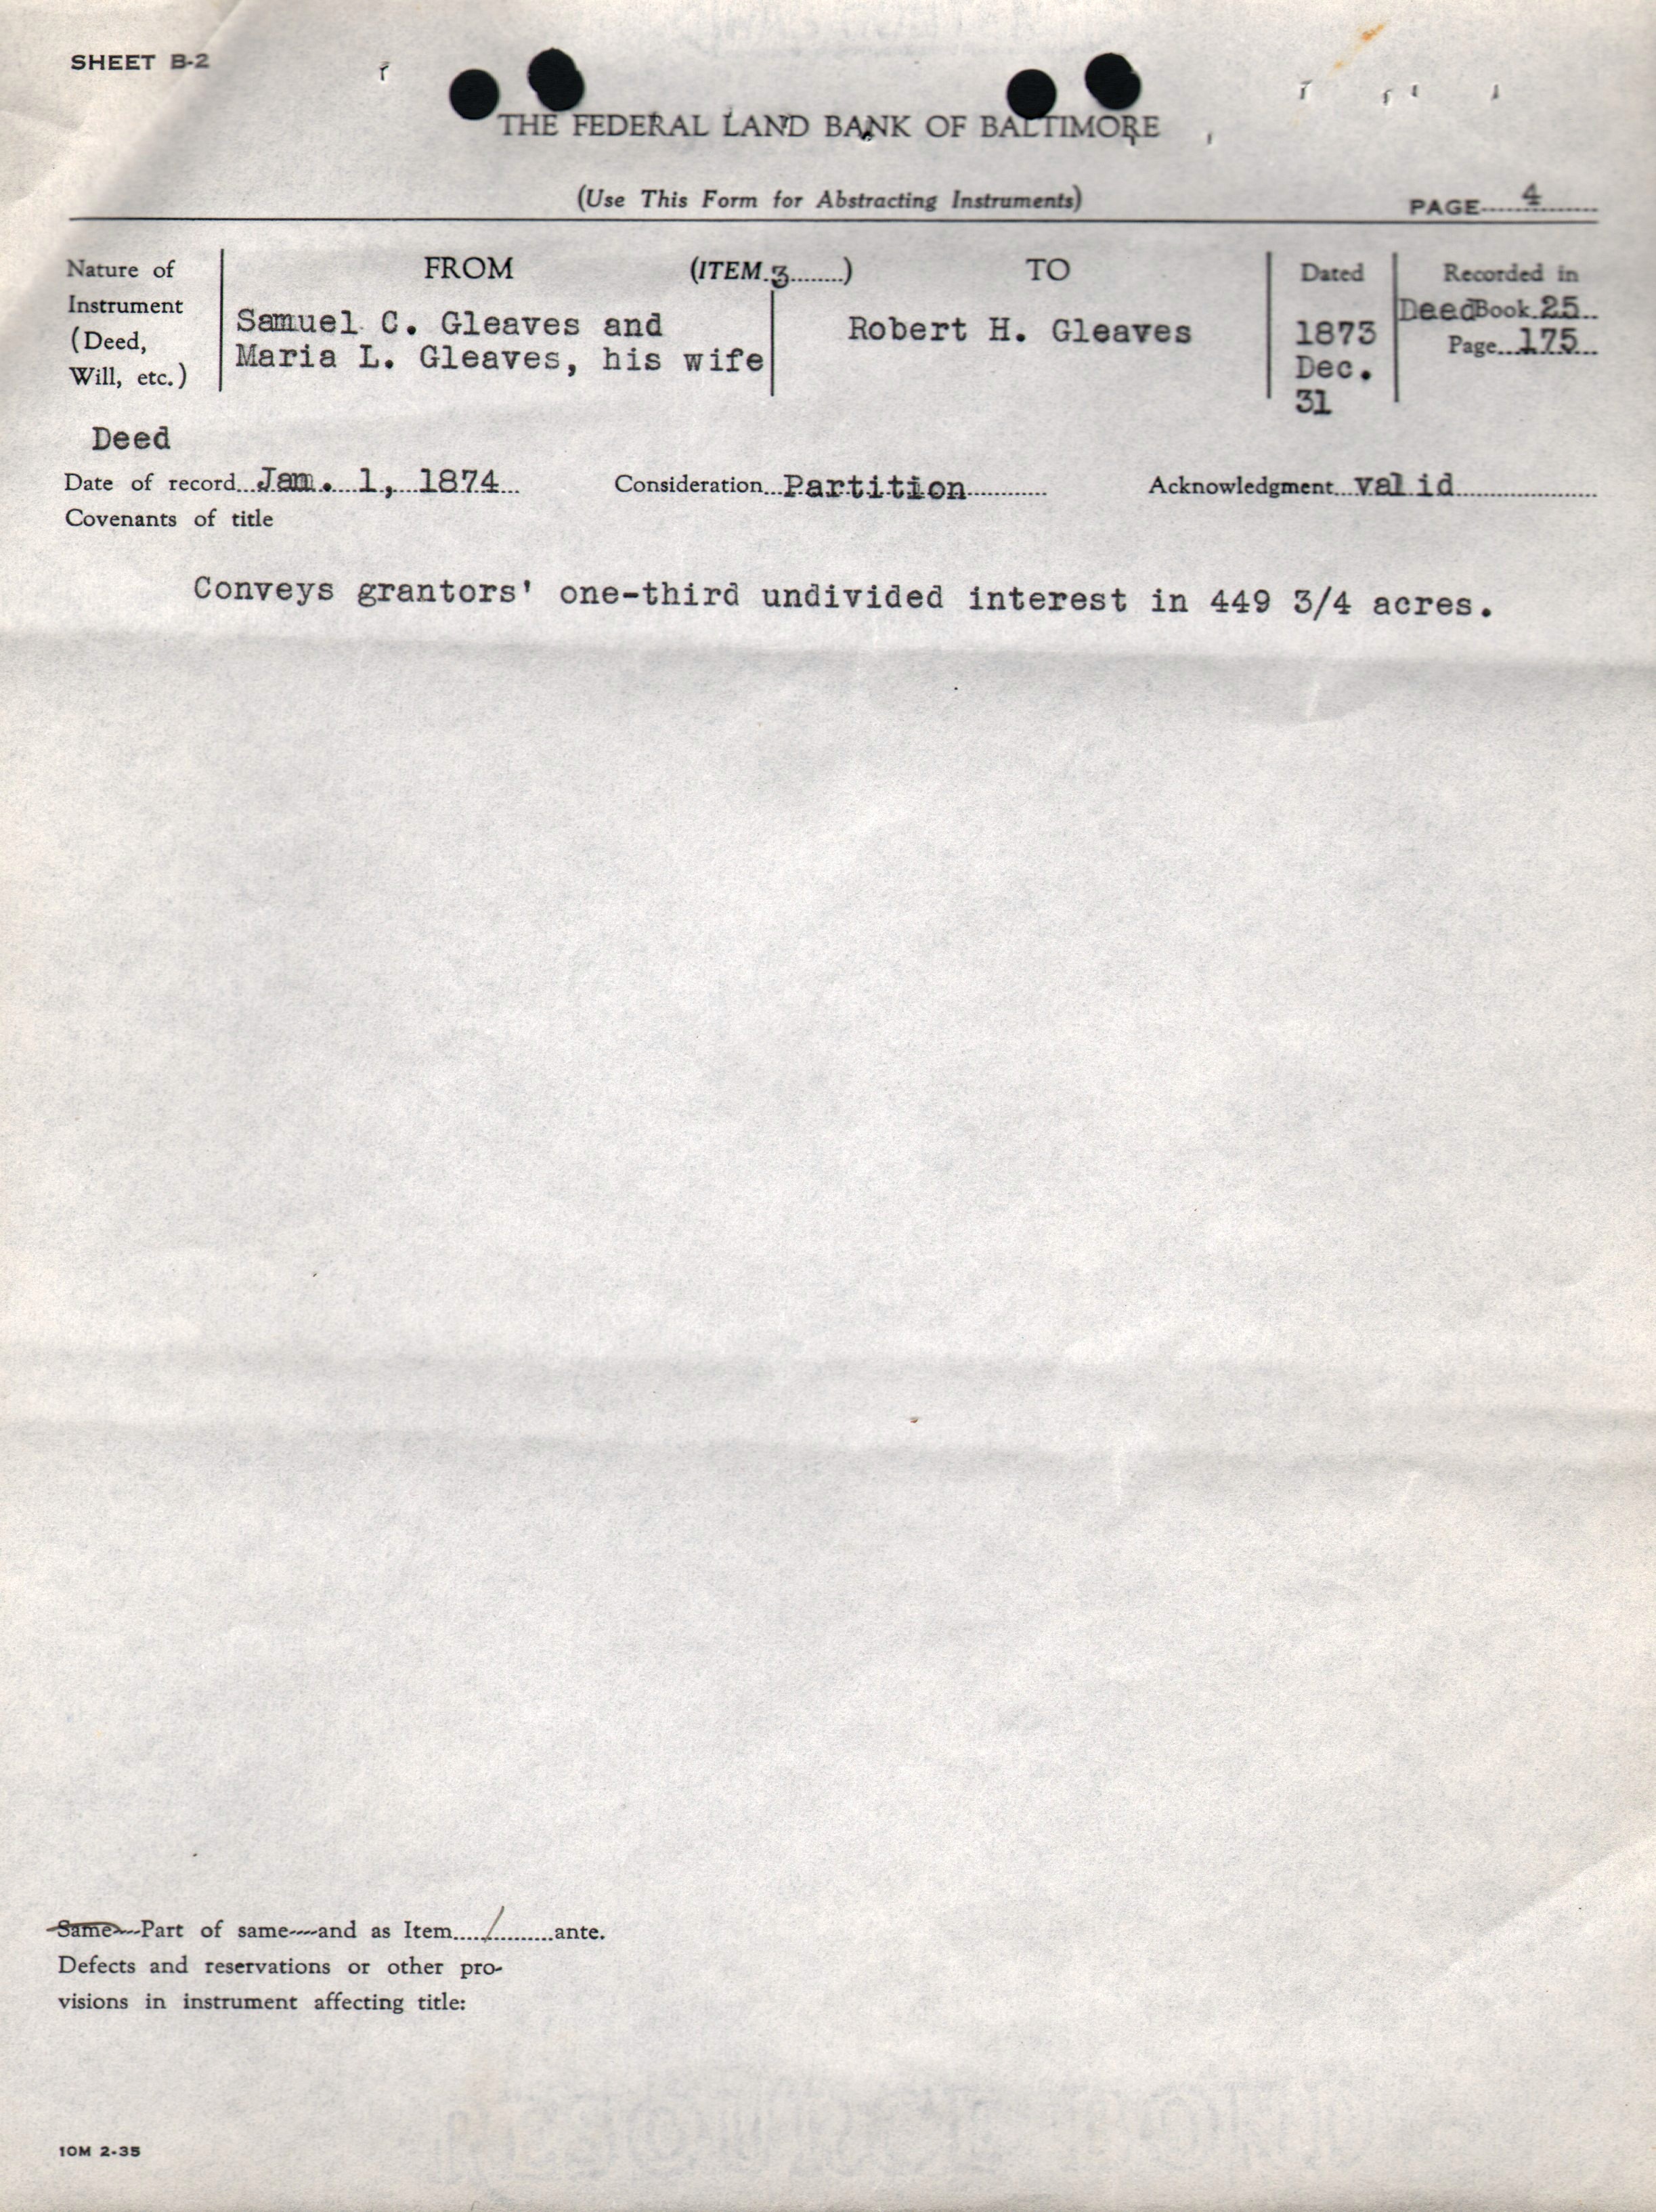 SHEET B-2
THE FEDERAL LAND BANK OF BALTIMORE
(Use This Form for Abstracting Instruments)
PAGE 4
Nature of
Instrument
(Deed,
Will, etc.)
FROM (ITEM 3) TO
Samuel C. Gleaves and
Maria L. Gleaves, his wife
Robert H. Gleaves
Dated
1873
Dec.
31
Recorded in
Deed Book 25
Page 175
Deed
Date of record Jan. 1, 1874 Consideration Partition Acknowledgment valid
Covenants of title
Conveys grantors' one-third undivided interest in 449 3/4 acres.
Same---Part of same----and as Item / ante.
Defects and reservations or other pro-
visions in instrument affecting title:
10M 2-35